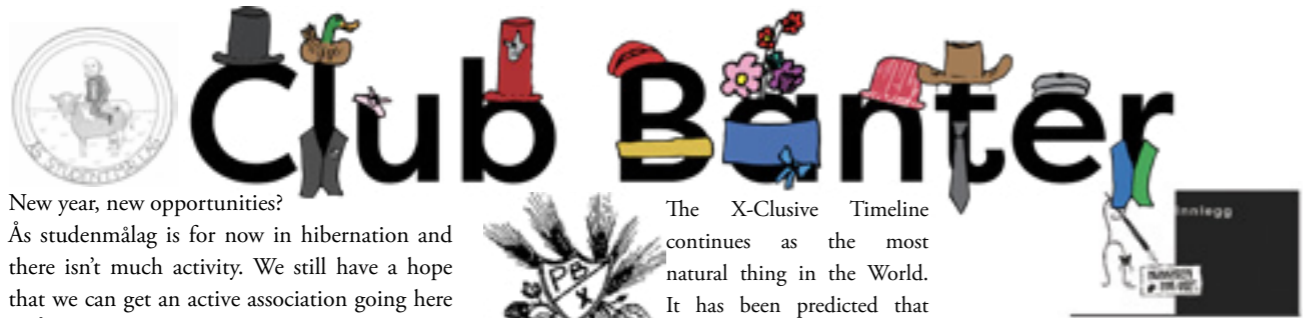 Club Banter
ÅS STUDENTMÅLLAG
New year, new opportunities?
Ås studenmålag is for now in hibernation and
there isn't much activity. We still have a hope
that we can get an active association going here
PB
X
The X-Clusive Timeline
continues as the most
natural thing in the World.
It has been predicted that
Innlegg